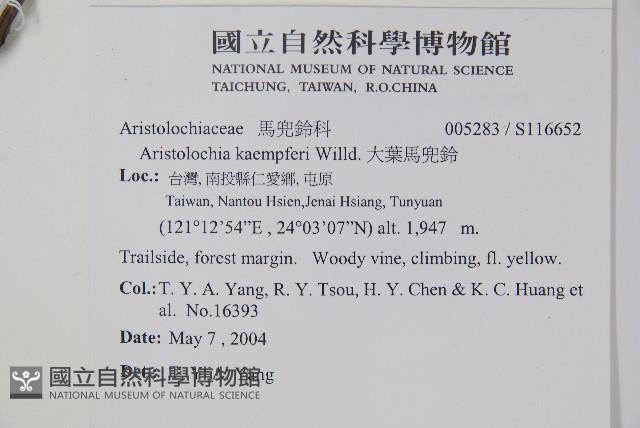 國立自然科學博物館
NATIONAL MUSEUM OF NATURAL SCIENCE
TAICHUNG, TAIWAN, R.O.CHINA
Aristolochiaceae 馬兜鈴科 005283 / S116652
Aristolochia kaempferi Willd. 大葉馬兜鈴
Loc.: 台灣, 南投縣仁愛鄉, 屯原
Taiwan, Nantou Hsien,Jenai Hsiang, Tunyuan
(121°12'54”E , 24°03'07”N) alt. 1,947 m.
Trailside, forest margin. Woody vine, climbing, fl. yellow.
Col.: T. Y. A. Yang, R. Y. Tsou, H. Y. Chen & K. C. Huang et
al. No.16393
Date: May 7 , 2004
國立自然科學博物館
NATIONAL MUSEUM OF NATURAL SCIENCE